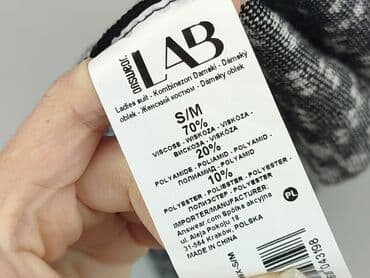 answear.
LAB
Ladies suit - Kombinezon Damski - Dámsky
oblek - Женский костюм - Dámský oblek
S/M
70%
VISCOSE - WISKOZA - VISKÓZA
ВИСКОЗА - VISKÓZA
20%
POLYAMIDE - POLIAMID - POLYAMID
ПОЛИАМИД - POLYAMID
10%
POLYESTER - POLIESTER - POLYESTER
ПОЛИЭСТЕР - POLYESTER
IMPORTER/MANUFACTURER:
Answear.com Spółka akcyjna
ul. Aleja Pokoju 18
31-564 Kraków, POLSKA
MADE IN CHINA
PL